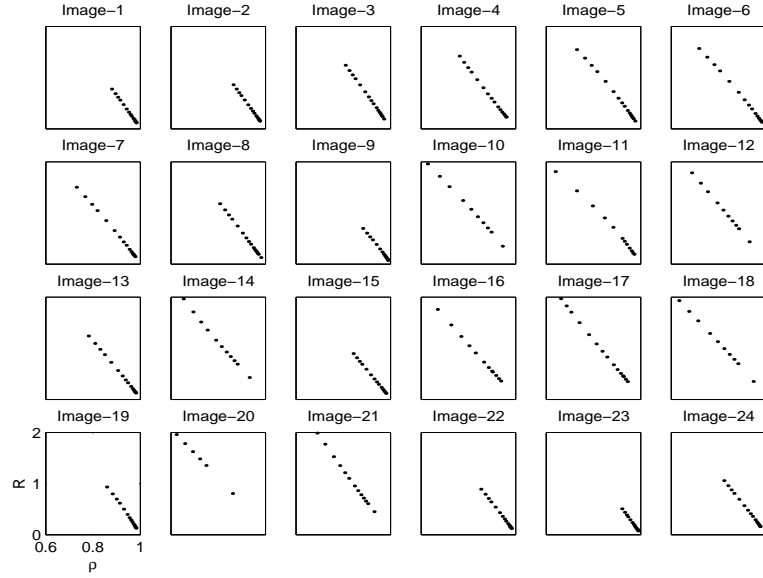 Image-1 Image-2 Image-3 Image-4 Image-5 Image-6
Image-7 Image-8 Image-9 Image-10 Image-11 Image-12
Image-13 Image-14 Image-15 Image-16 Image-17 Image-18
Image-19 Image-20 Image-21 Image-22 Image-23 Image-24
2
R
1
0
0.6 0.8 1
ρ